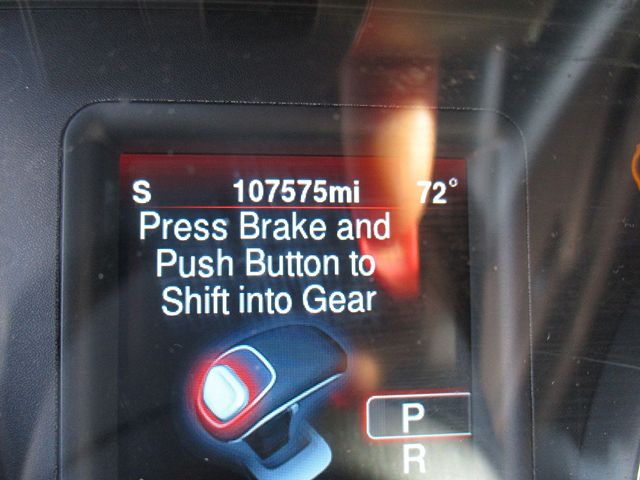 S 107575mi 72°
Press Brake and
Push Button to
Shift into Gear
P
R